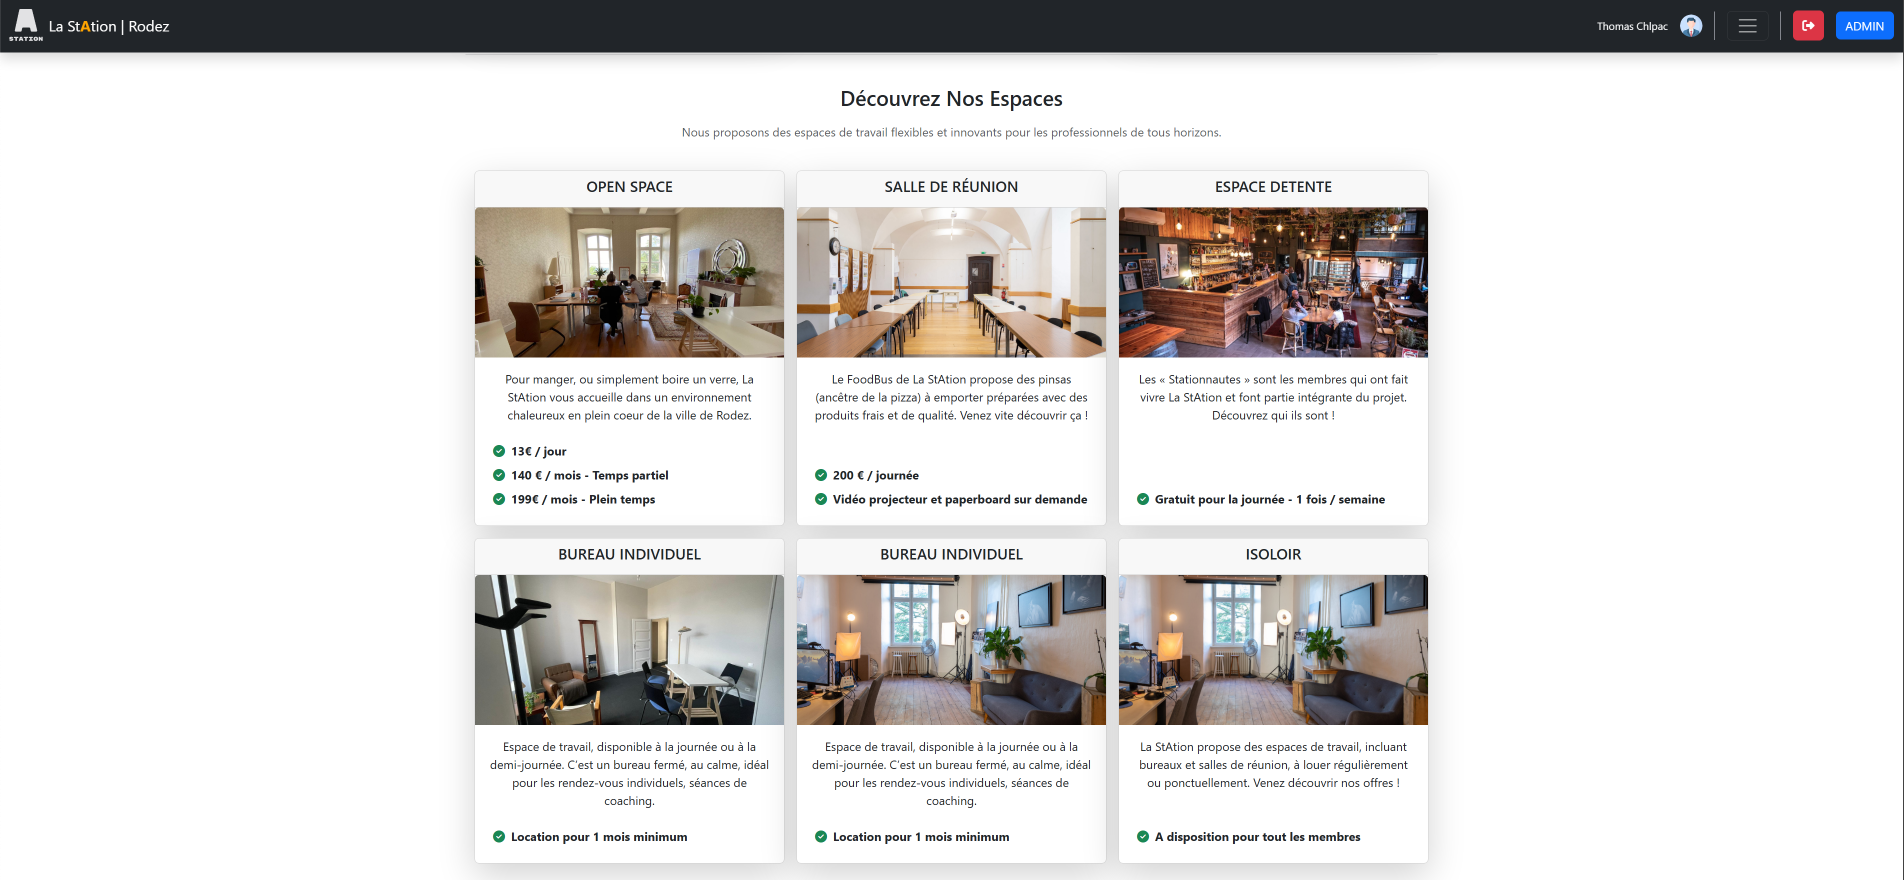 STATION
La StAtion | Rodez
Thomas Chlpac
ADMIN
Découvrez Nos Espaces
Nous proposons des espaces de travail flexibles et innovants pour les professionnels de tous horizons.
OPEN SPACE
Pour manger, ou simplement boire un verre, La
StAtion vous accueille dans un environnement
chaleureux en plein coeur de la ville de Rodez.
13€ / jour
140 € / mois - Temps partiel
199€ / mois - Plein temps
SALLE DE RÉUNION
Le FoodBus de La StAtion propose des pinsas
(ancêtre de la pizza) à emporter préparées avec des
produits frais et de qualité. Venez vite découvrir ça !
200 € / journée
Vidéo projecteur et paperboard sur demande
ESPACE DETENTE
Les « Stationnautes » sont les membres qui ont fait
vivre La StAtion et font partie intégrante du projet.
Découvrez qui ils sont !
Gratuit pour la journée - 1 fois / semaine
BUREAU INDIVIDUEL
Espace de travail, disponible à la journée ou à la
demi-journée. C'est un bureau fermé, au calme, idéal
pour les rendez-vous individuels, séances de
coaching.
Location pour 1 mois minimum
BUREAU INDIVIDUEL
Espace de travail, disponible à la journée ou à la
demi-journée. C'est un bureau fermé, au calme, idéal
pour les rendez-vous individuels, séances de
coaching.
Location pour 1 mois minimum
ISOLOIR
La StAtion propose des espaces de travail, incluant
bureaux et salles de réunion, à louer régulièrement
ou ponctuellement. Venez découvrir nos offres !
A disposition pour tout les membres